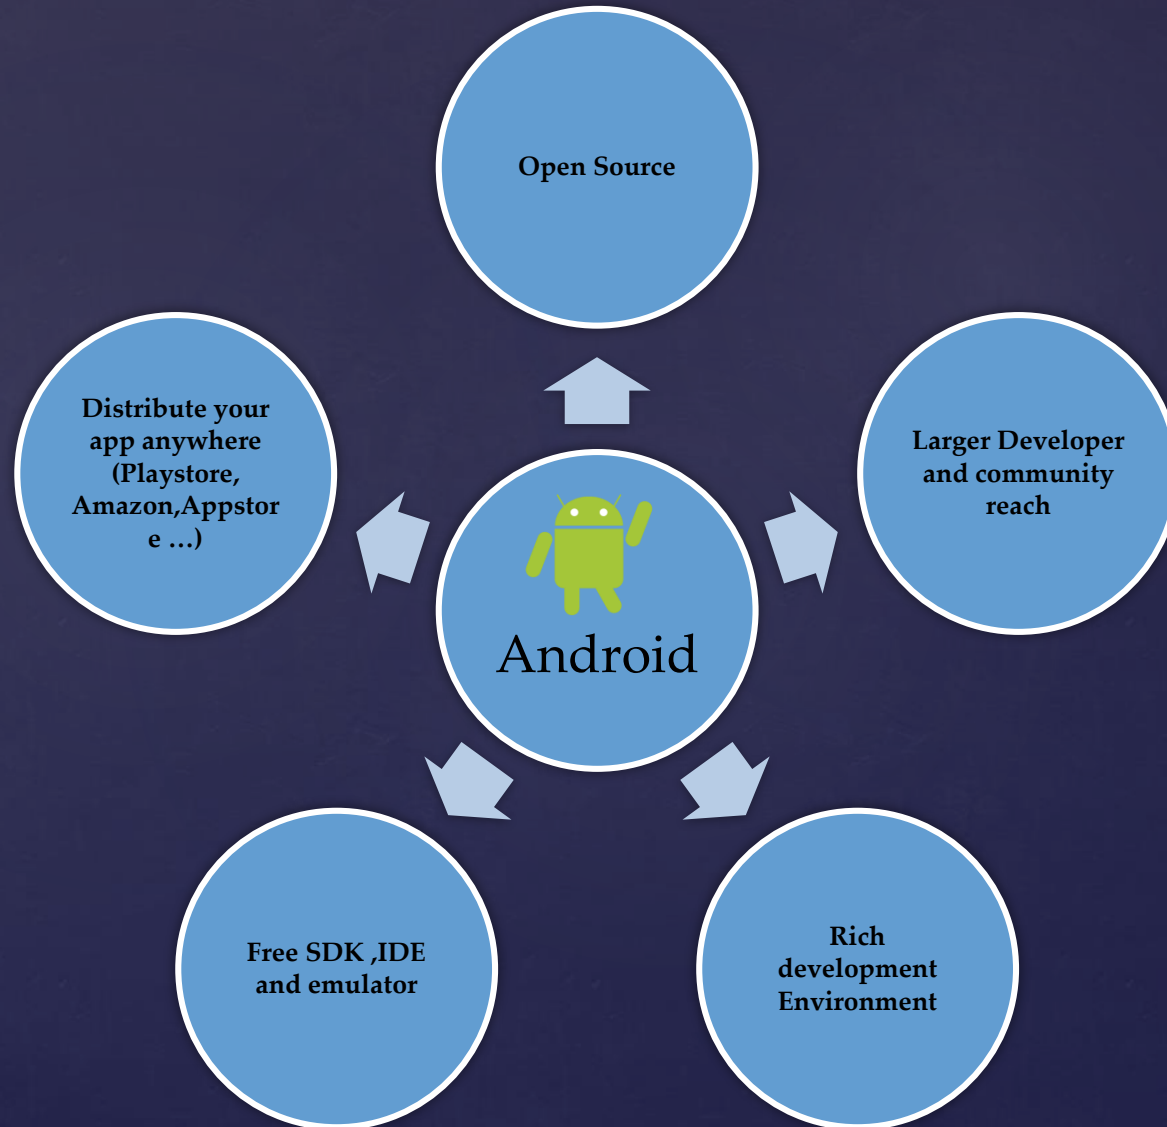 Open Source
Distribute your
app anywhere
(Playstore,
Amazon,Appstor
e …)
Larger Developer
and community
reach
Android
Free SDK ,IDE
and emulator
Rich
development
Environment